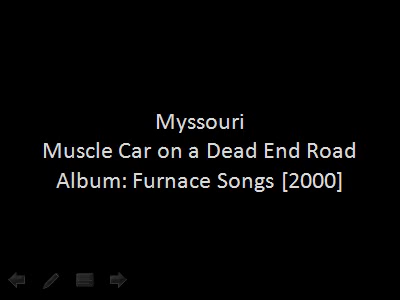 Myssouri
Muscle Car on a Dead End Road
Album: Furnace Songs [2000]